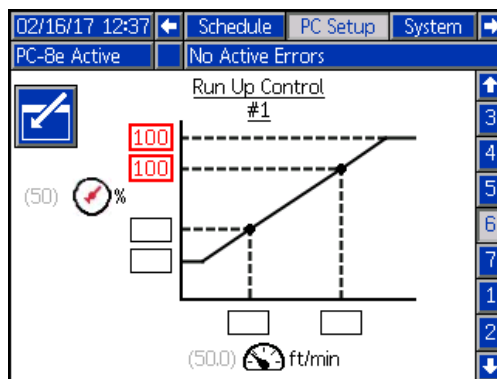 02/16/17 12:37 Schedule PC Setup System
PC-8e Active No Active Errors
Run Up Control
#1
100
100
(50) %
(50.0) ft/min
3
4
5
6
7
1
2